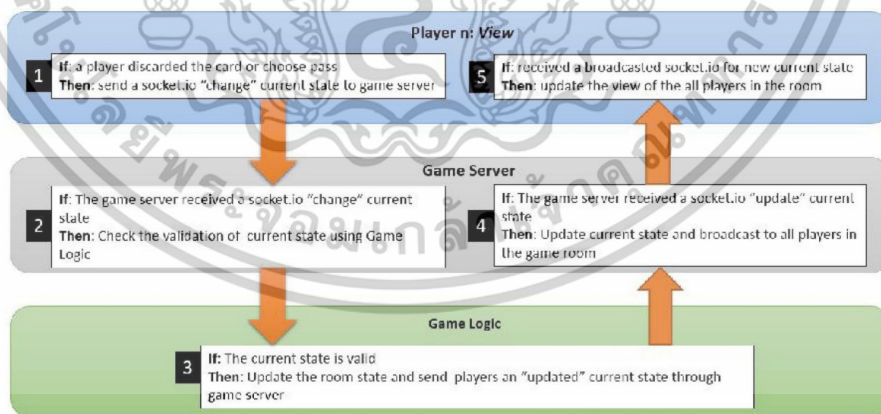 Player n: View
1
If: a player discarded the card or choose pass
Then: send a socket.io "change" current state to game server
5
If: received a broadcasted socket.io for new current state
Then: update the view of the all players in the room
Game Server
2
If: The game server received a socket.io "change" current
state
Then: Check the validation of current state using Game
Logic
4
If: The game server received a socket.io "update" current
state
Then: Update current state and broadcast to all players in
the game room
Game Logic
3
If: The current state is valid
Then: Update the room state and send players an "updated" current state through
game server